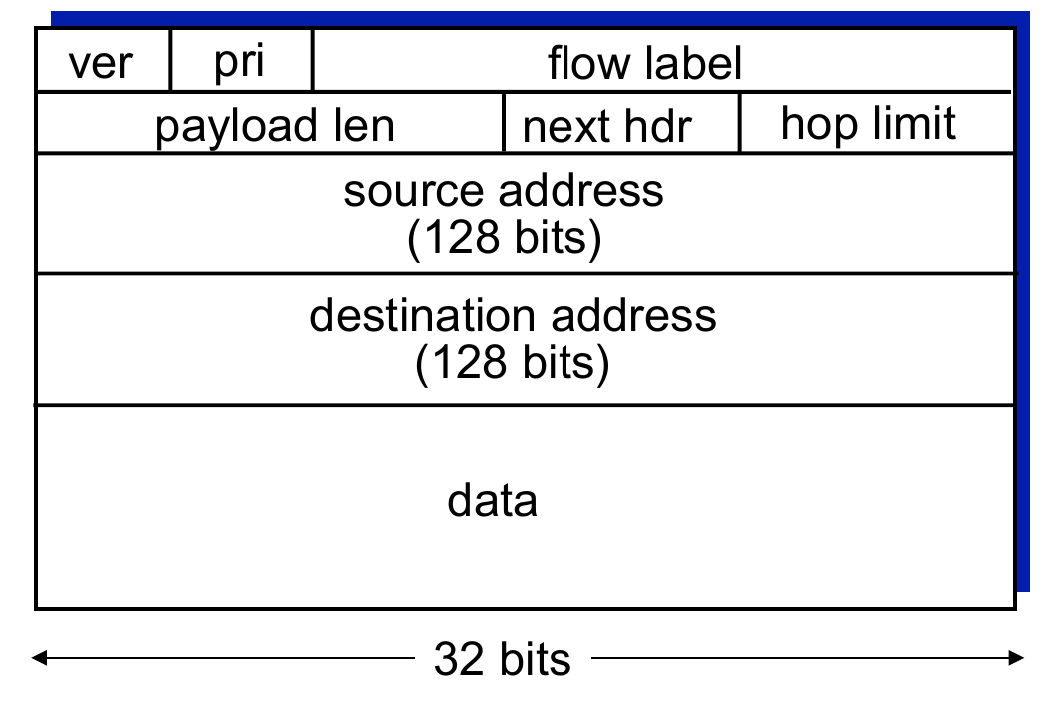 ver pri flow label
payload len next hdr hop limit
source address
(128 bits)
destination address
(128 bits)
data
32 bits